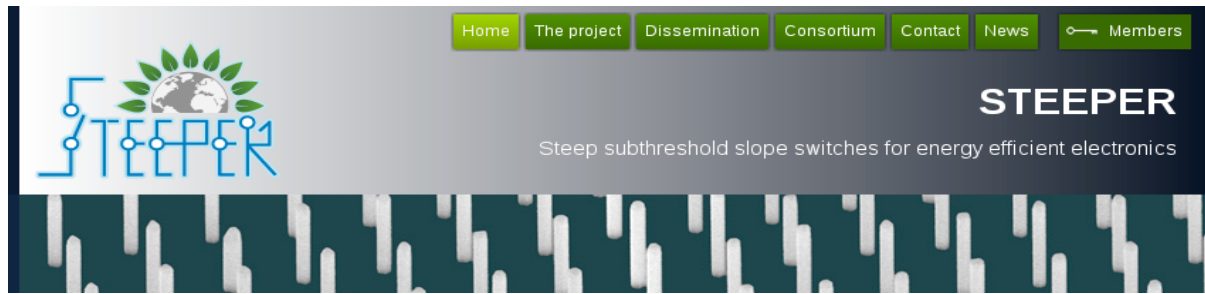 Home The project Dissemination Consortium Contact News Members
STEEPER
STEEPER
Steep subthreshold slope switches for energy efficient electronics